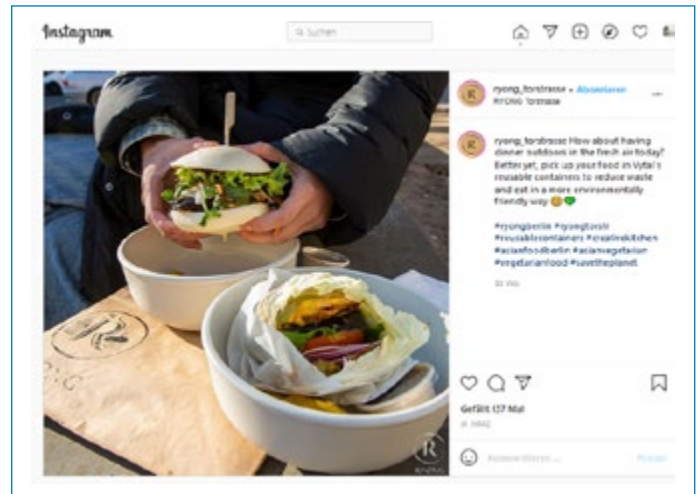 Instagram
Suchen
ryong_torstrasse • Abonnieren
RYONG Torstrasse
ryong_torstrasse How about having
dinner outdoors in the fresh air today?
Better yet, pick up your food in Vytal's
reusable containers to reduce waste
and eat in a more environmentally
friendly way
#ryongberlin #ryongtorstr
#reusablecontainers #creativekitchen
#asianfoodberlin #asianvegetarian
#vegetarianfood #savetheplanet
Gefällt 137 Mal
Kommentieren ...
Posten
R
RYONG